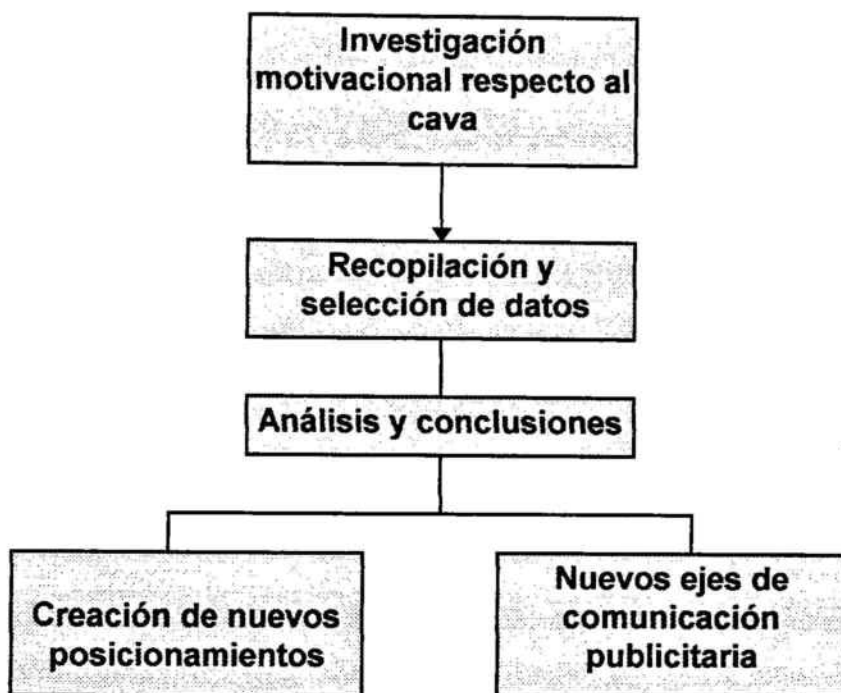 Investigación
motivacional respecto al
cava
Recopilación y
selección de datos
Análisis y conclusiones
Creación de nuevos
posicionamientos
Nuevos ejes de
comunicación
publicitaria